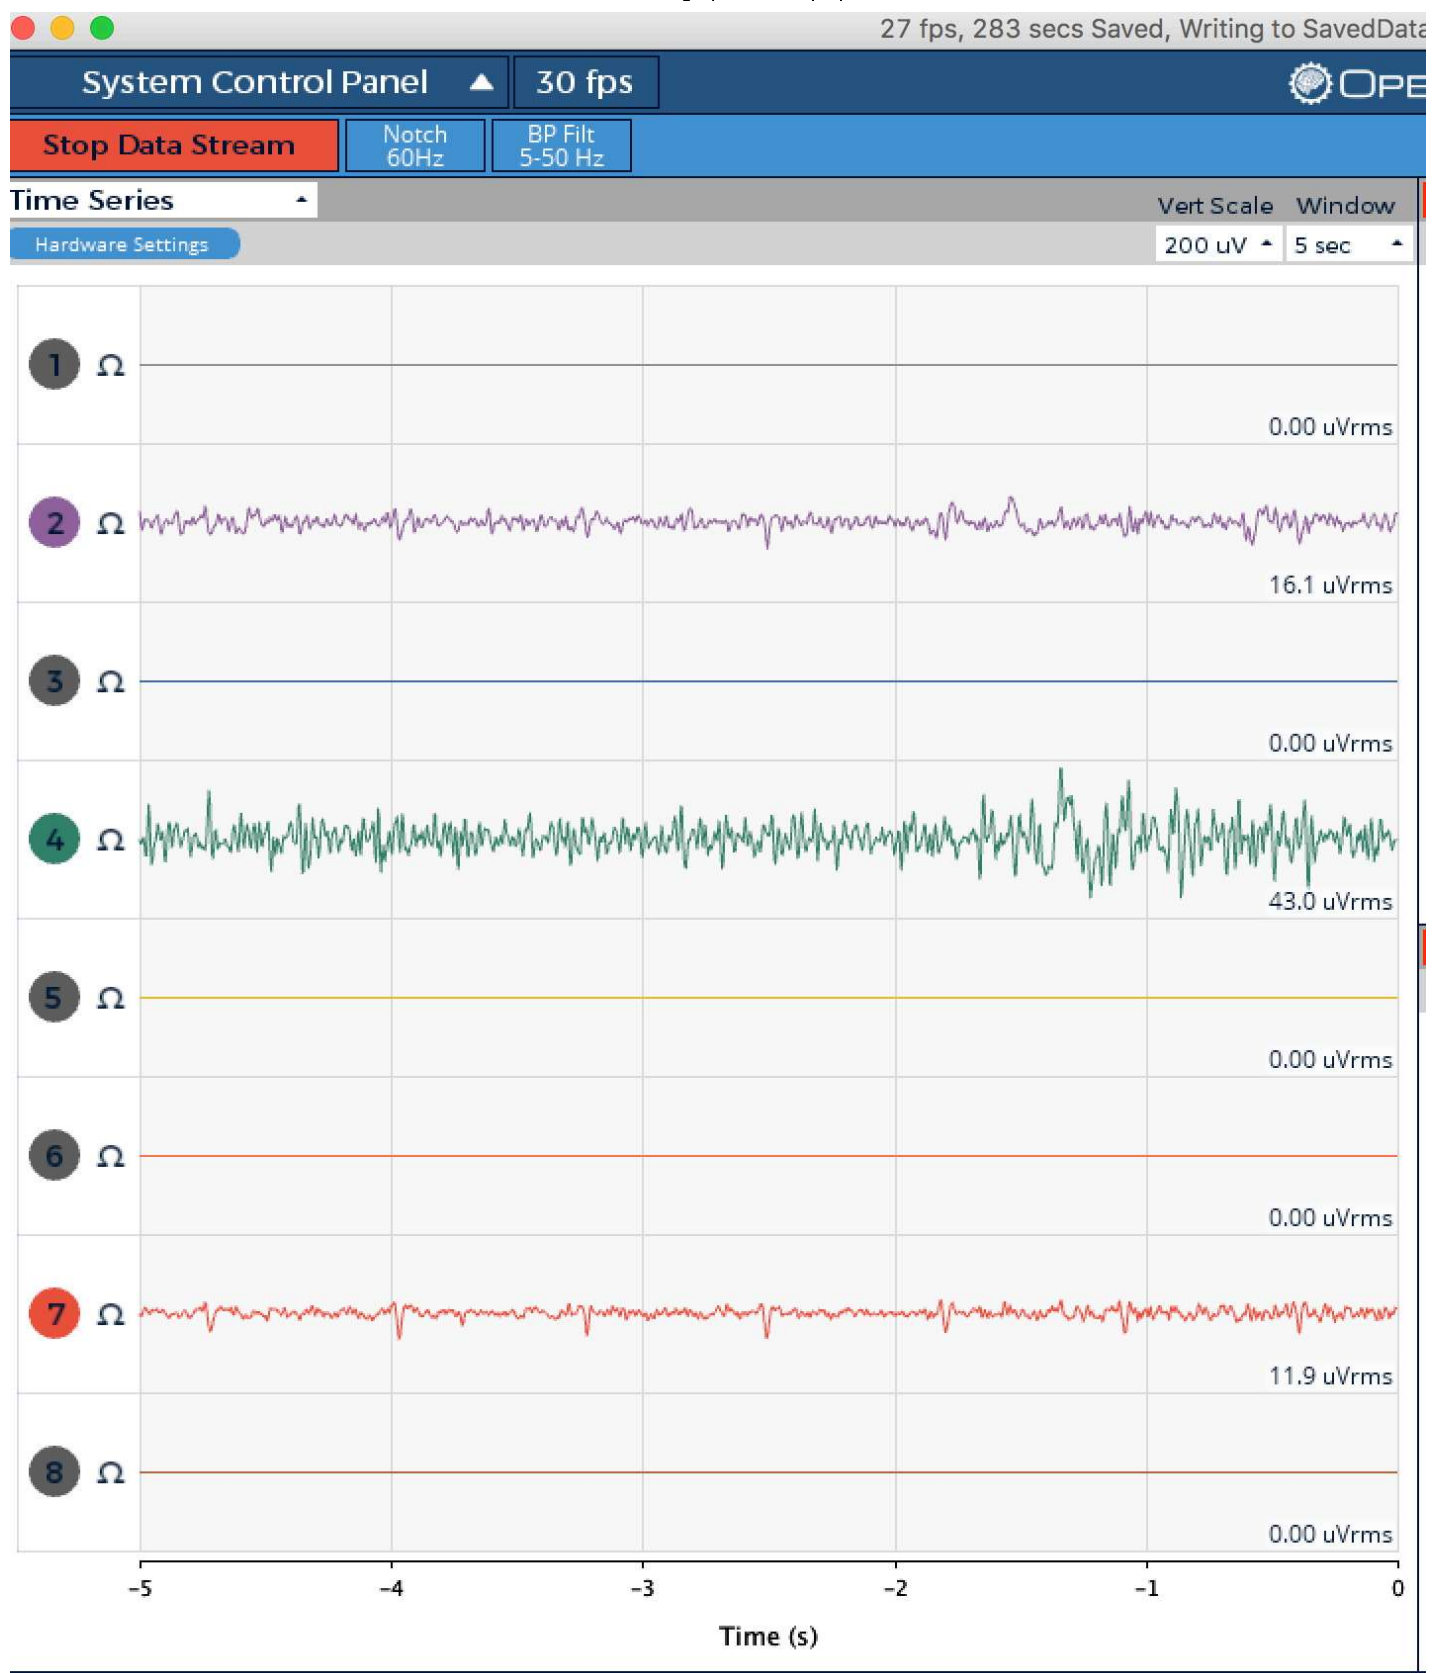 27 fps, 283 secs Saved, Writing to SavedData
System Control Panel 30 fps
Stop Data Stream
Notch
60Hz
BP Filt
5-50 Hz
Time Series
Vert Scale Window
Hardware Settings
200 uV 5 sec
1 Ω
0.00 uVrms
2 Ω
16.1 uVrms
3 Ω
0.00 uVrms
4 Ω
43.0 uVrms
5 Ω
0.00 uVrms
6 Ω
0.00 uVrms
7 Ω
11.9 uVrms
8 Ω
0.00 uVrms
-5 -4 -3 -2 -1 0
Time (s)